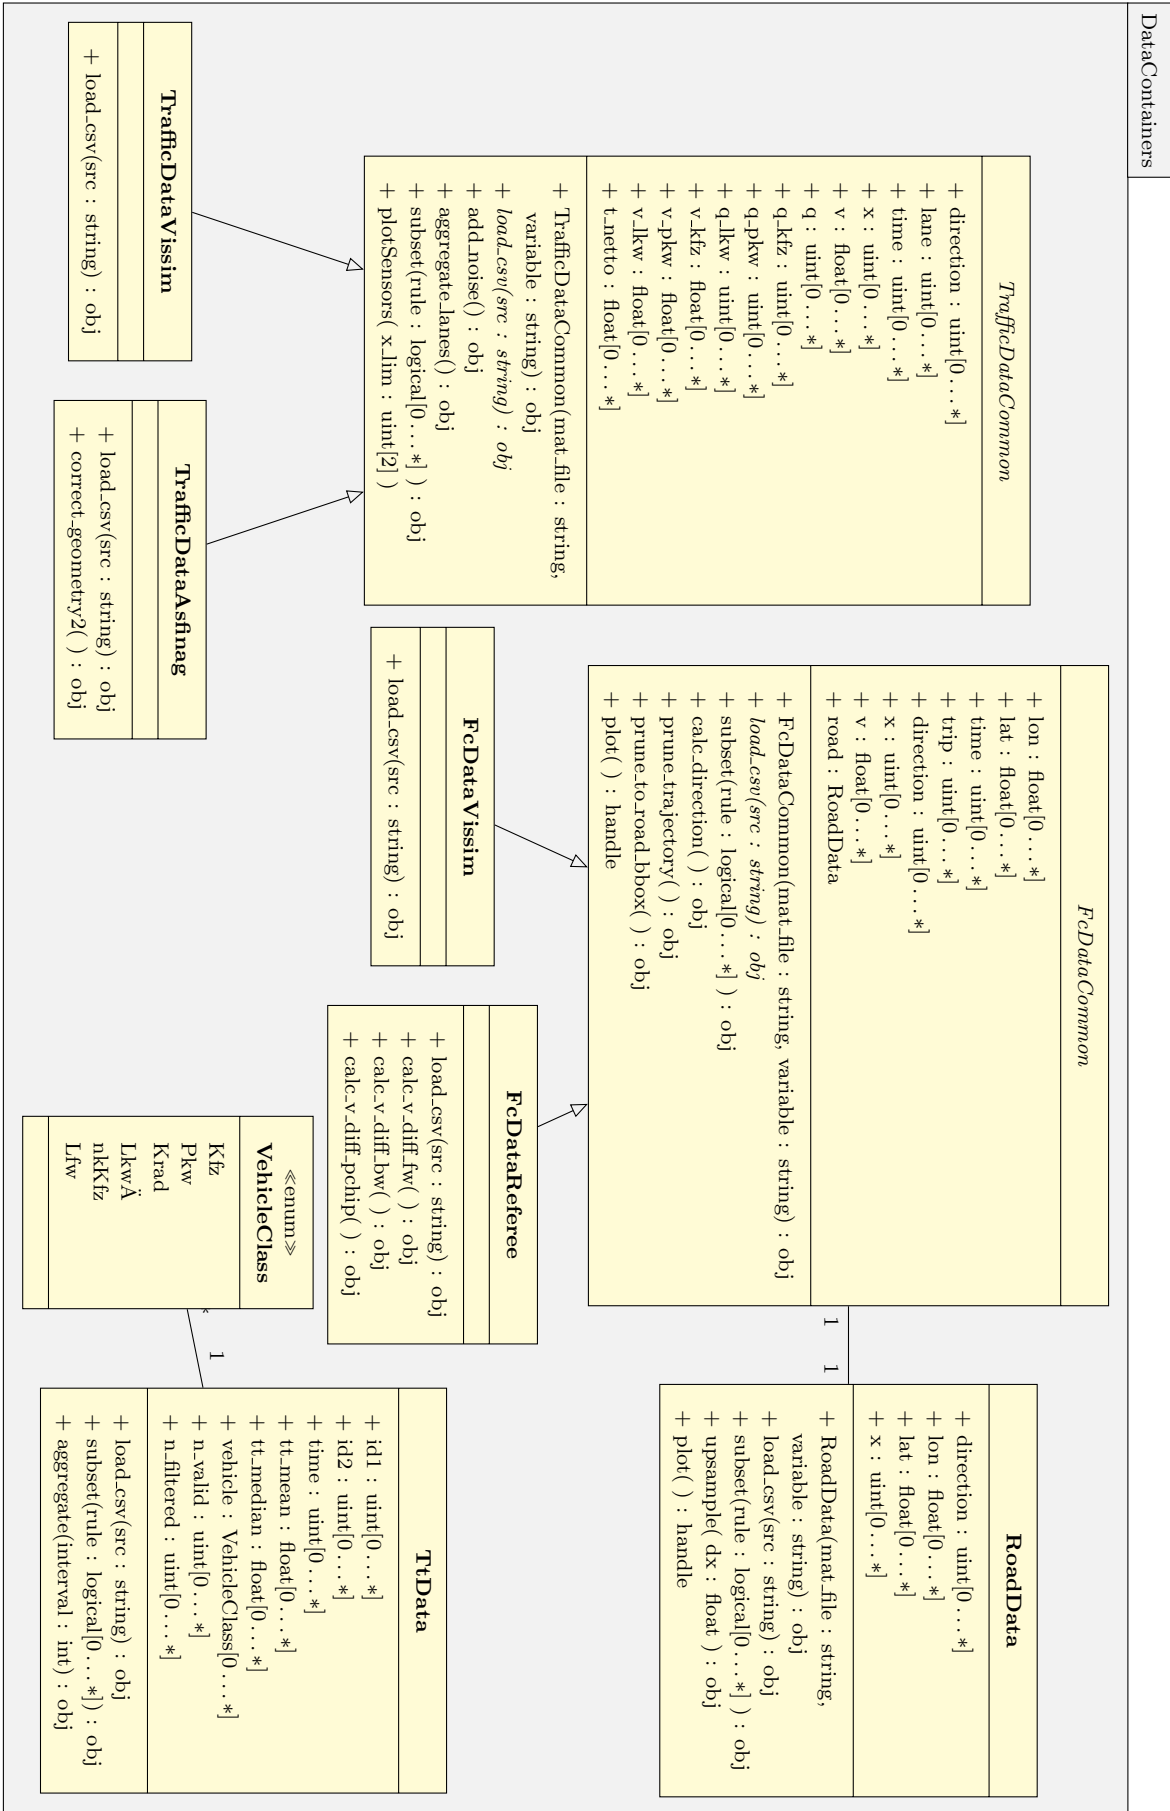 DataContainers
TrafficDataCommon
+ direction : uint[0...*]
+ lane : uint[0...*]
+ time : uint[0...*]
+ x : uint[0...*]
+ v : float[0...*]
+ q : uint[0...*]
+ q_kfz : uint[0...*]
+ q_pkw : uint[0...*]
+ q_lkw : uint[0...*]
+ v_kfz : float[0...*]
+ v_pkw : float[0...*]
+ v_lkw : float[0...*]
+ t_netto : float[0...*]
+ TrafficDataCommon(mat_file : string,
variable : string) : obj
+ load_csv(src : string) : obj
+ add_noise() : obj
+ aggregate_lanes() : obj
+ subset(rule : logical[0...*] ) : obj
+ plotSensors( x_lim : uint[2] )
FcDataCommon
+ lon : float[0...*]
+ lat : float[0...*]
+ time : uint[0...*]
+ trip : uint[0...*]
+ direction : uint[0...*]
+ x : uint[0...*]
+ v : float[0...*]
+ road : RoadData
+ FcDataCommon(mat_file : string, variable : string) : obj
+ load_csv(src : string) : obj
+ subset(rule : logical[0...*] ) : obj
+ calc_direction( ) : obj
+ prune_trajectory( ) : obj
+ prune_to_road_bbox( ) : obj
+ plot( ) : handle
1
1
RoadData
+ direction : uint[0...*]
+ lon : float[0...*]
+ lat : float[0...*]
+ x : uint[0...*]
+ RoadData(mat_file : string,
variable : string) : obj
+ load_csv(src : string) : obj
+ subset(rule : logical[0...*] ) : obj
+ upsample( dx : float ) : obj
+ plot( ) : handle
TrafficDataVissim
+ load_csv(src : string) : obj
TrafficDataAsfinag
+ load_csv(src : string) : obj
+ correct_geometry2( ) : obj
FcDataVissim
+ load_csv(src : string) : obj
FcDataReferee
+ load_csv(src : string) : obj
+ calc_v_diff_fw( ) : obj
+ calc_v_diff_bw( ) : obj
+ calc_v_diff_pchip( ) : obj
≪enum≫
VehicleClass
Kfz
Pkw
Krad
LkwÄ
nkKfz
Lfw
*
1
TtData
+ id1 : uint[0...*]
+ id2 : uint[0...*]
+ time : uint[0...*]
+ tt_mean : float[0...*]
+ tt_median : float[0...*]
+ vehicle : VehicleClass[0...*]
+ n_valid : uint[0...*]
+ n_filtered : uint[0...*]
+ load_csv(src : string) : obj
+ subset(rule : logical[0...*]) : obj
+ aggregate(interval : int) : obj